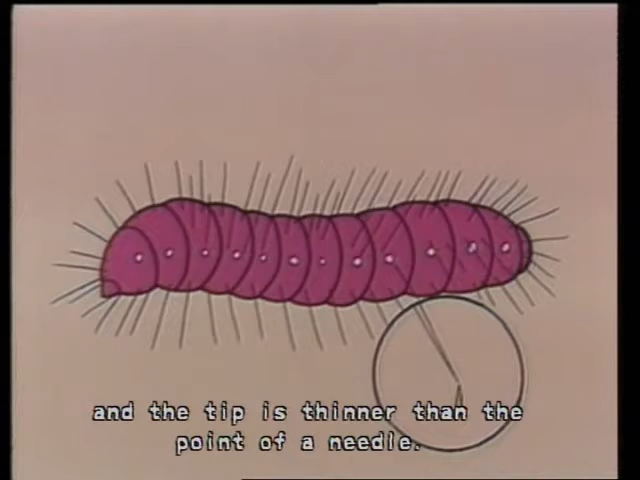 and the tip is thinner than the
point of a needle.